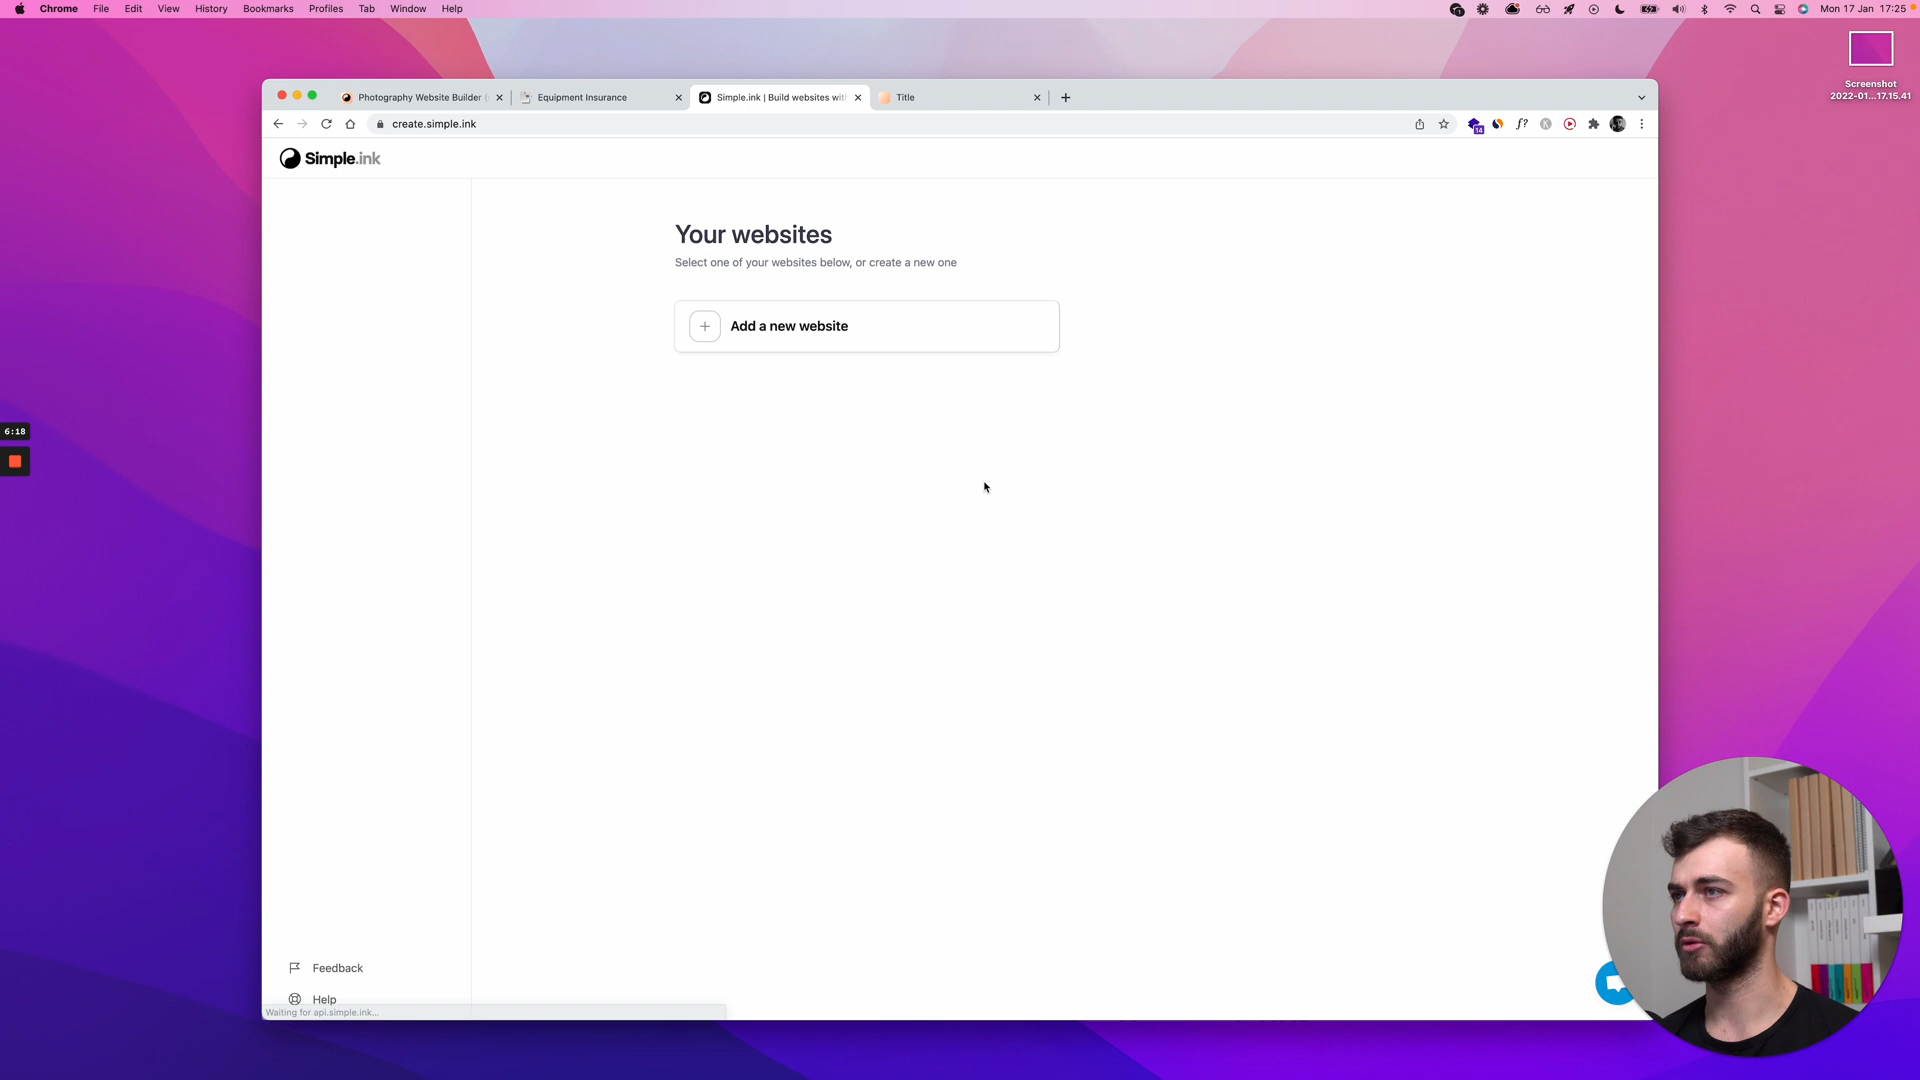 Chrome File Edit View History Bookmarks Profiles Tab Window Help
1
Mon 17 Jan 17:25
Screenshot
2022-01...17.15.41
Photography Website Builder (
Equipment Insurance
Simple.ink | Build websites wit
Title
create.simple.ink
14
f?
K
Simple.ink
Your websites
Select one of your websites below, or create a new one
Add a new website
6:18
Feedback
Help
Waiting for api.simple.ink...